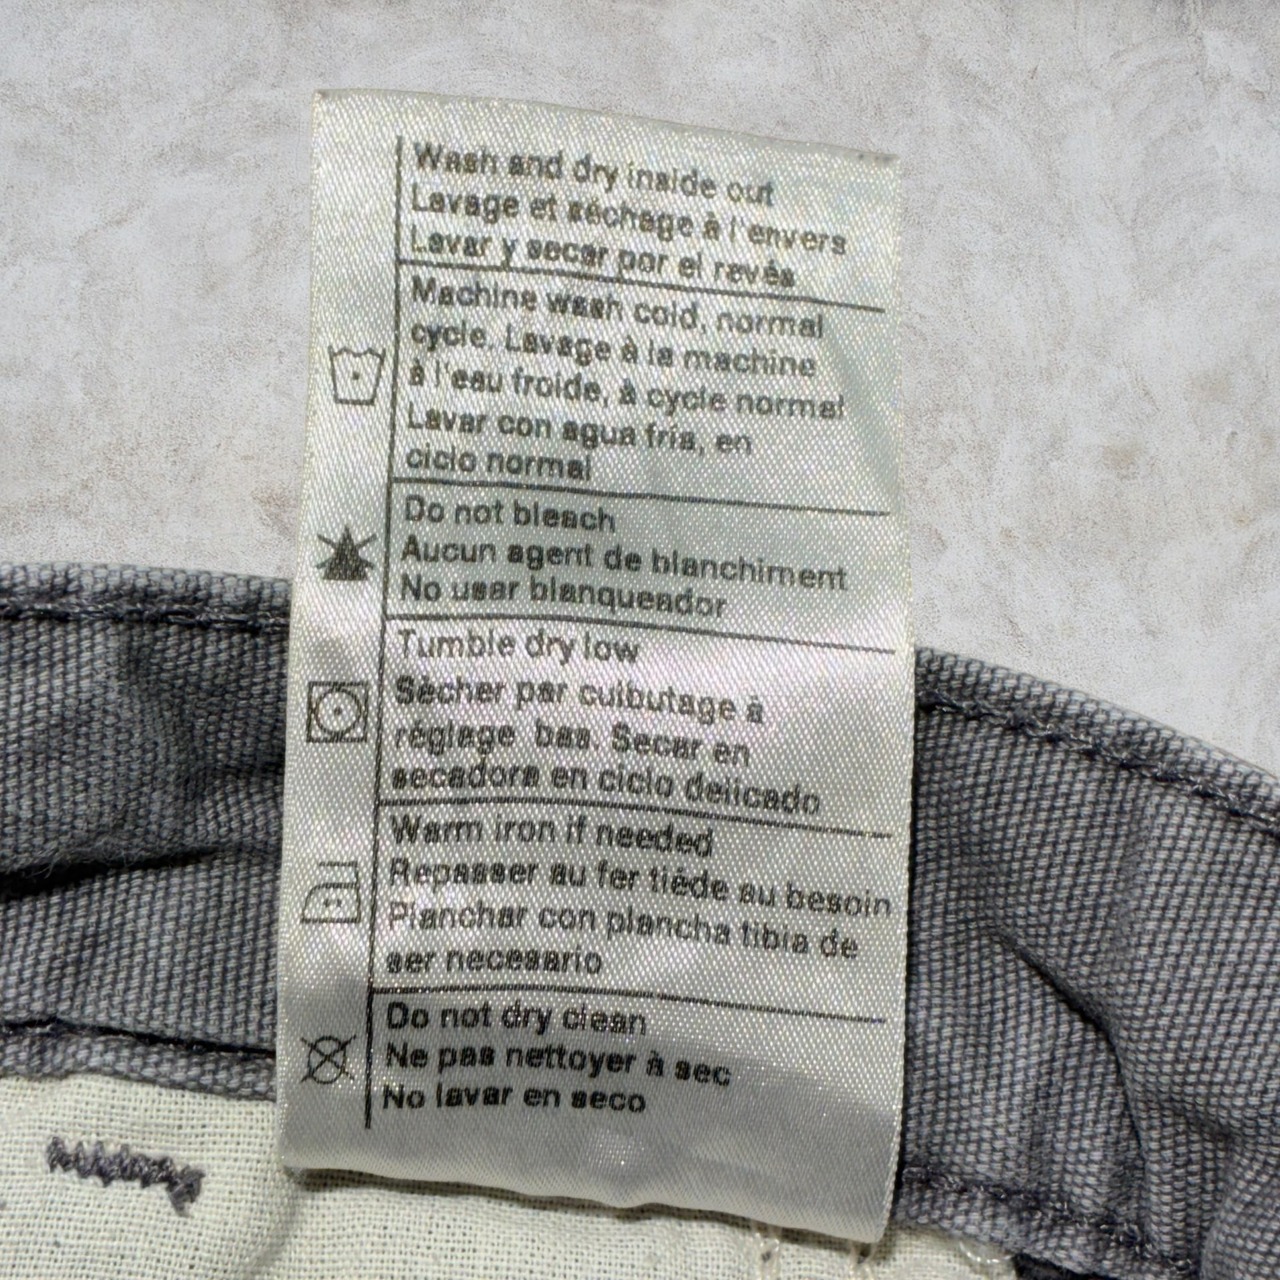 Wash and dry inside out
Lavage et séchage à l'envers
Lavar y secar por el revés
Machine wash cold, normal
cycle. Lavage à la machine
à l'eau froide, à cycle normal
Lavar con agua fría, en
ciclo normal
Do not bleach
Aucun agent de blanchiment
No usar blanqueador
Tumble dry low
Sècher par culbutage à
réglage bas. Secar en
secadora en ciclo delicado
Warm iron if needed
Repasser au fer tiéde au besoin
Planchar con plancha tibia de
ser necesario
Do not dry clean
Ne pas nettoyer à sec
No lavar en seco